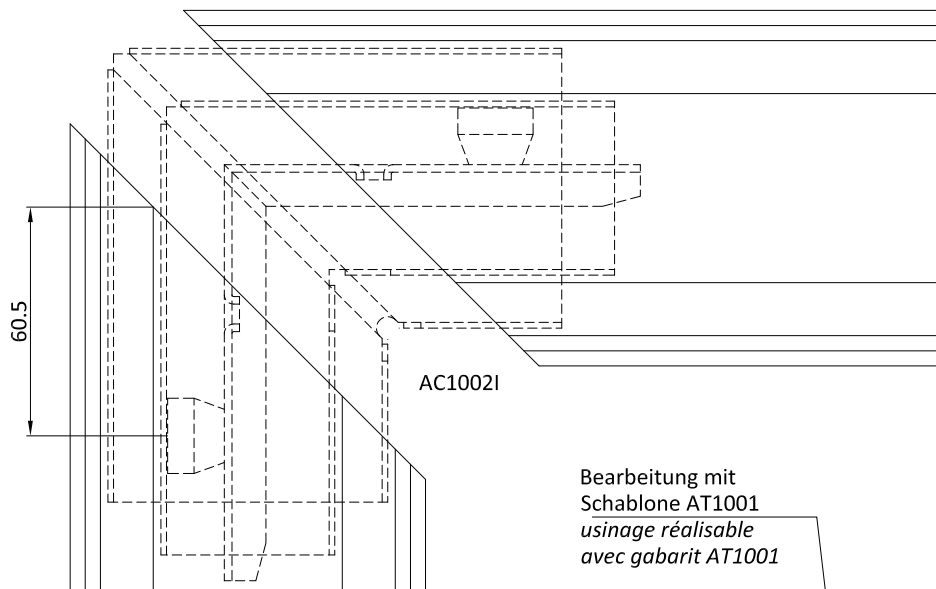 60.5
AC1002I
Bearbeitung mit
Schablone AT1001
usinage réalisable
avec gabarit AT1001